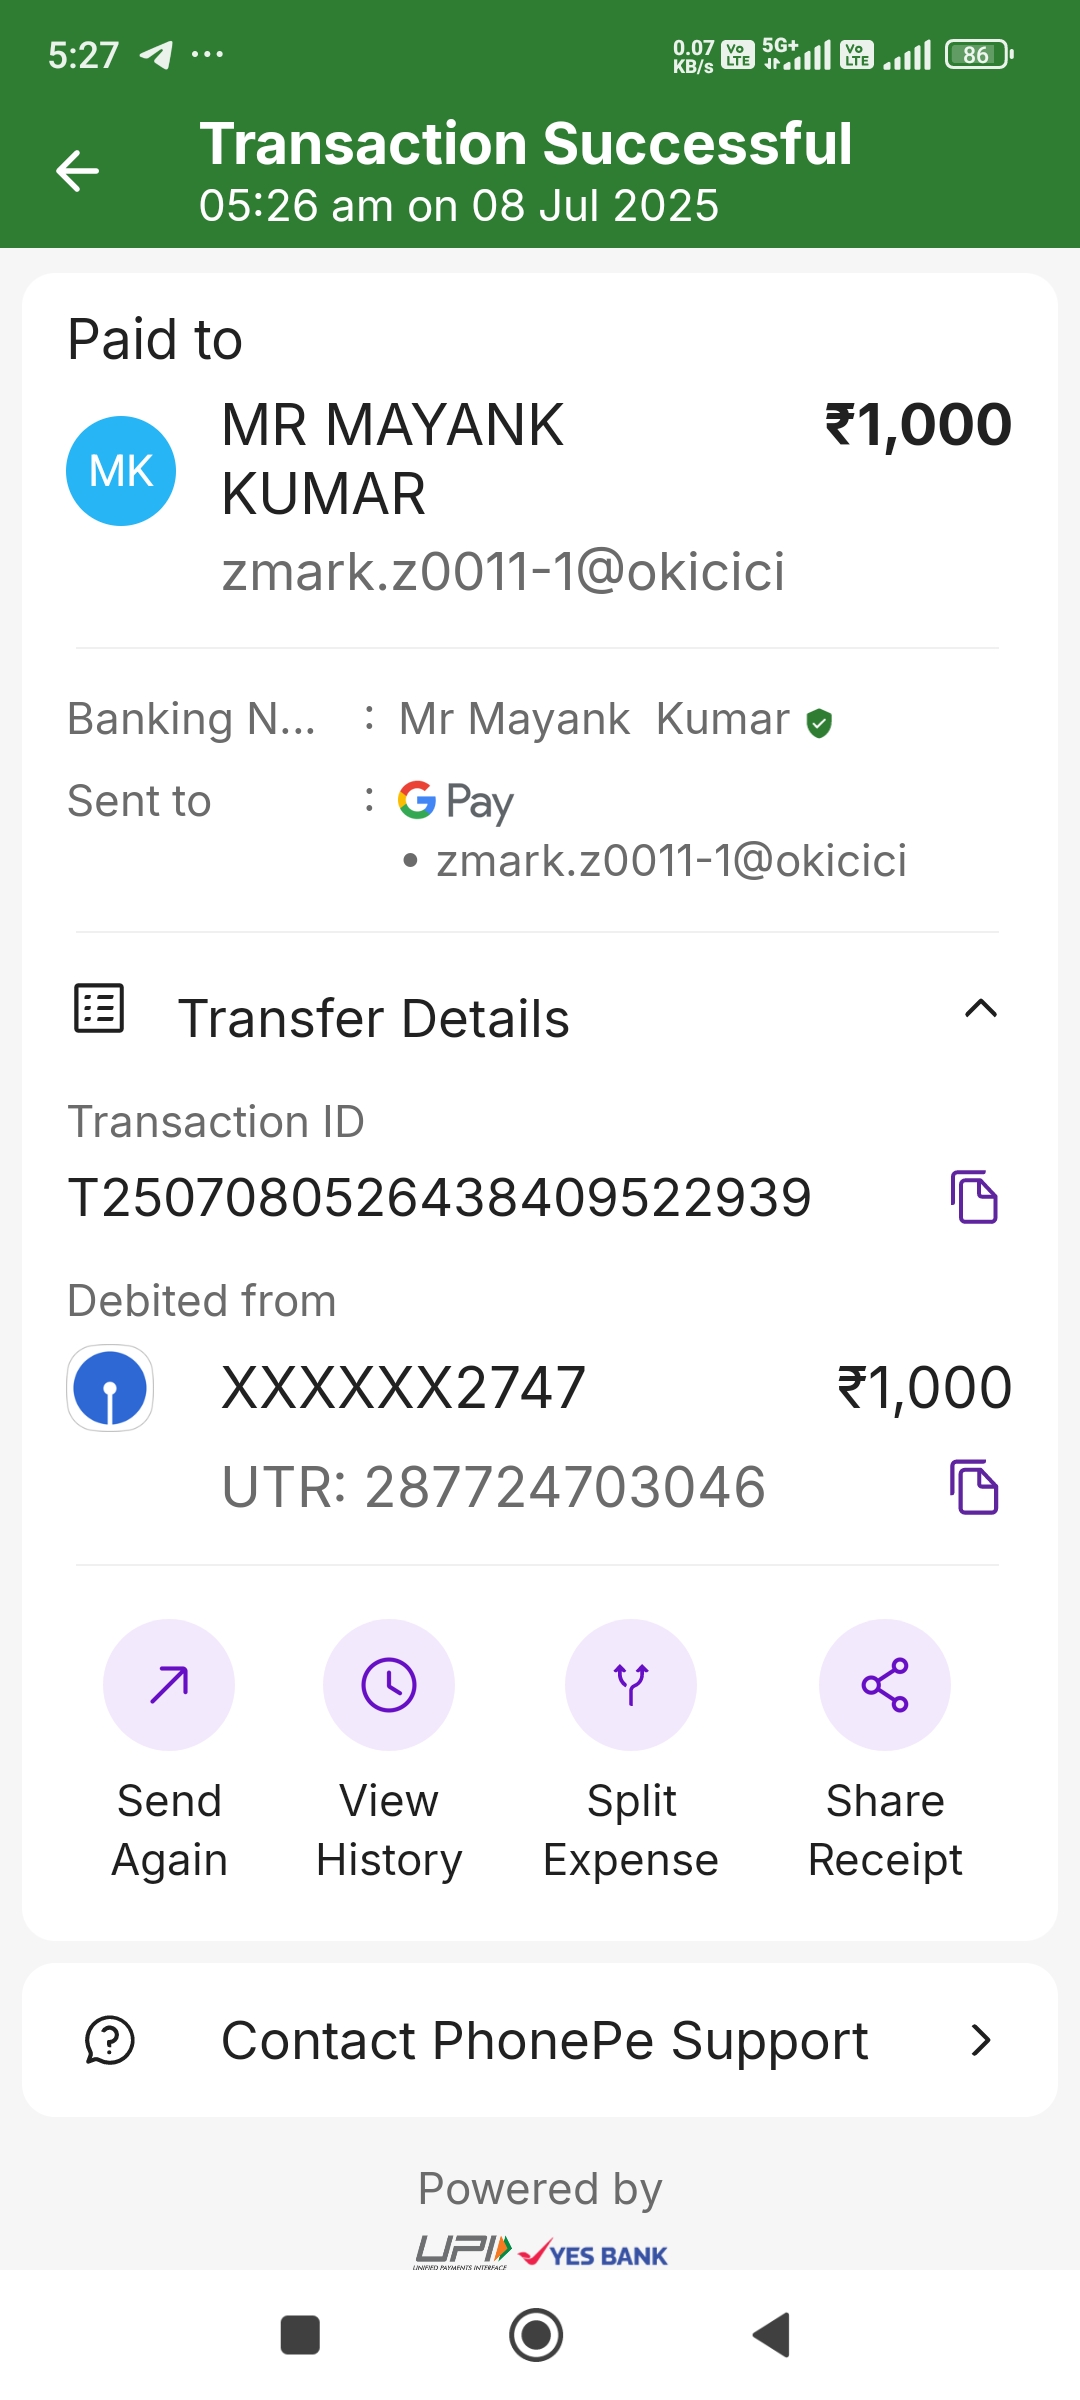 5:27 ... 0.07 KB/s Vo LTE 5G+ Vo LTE 86
Transaction Successful
05:26 am on 08 Jul 2025
Paid to
MK
MR MAYANK
KUMAR
₹1,000
zmark.z0011-1@okicici
Banking N... : Mr Mayank Kumar
Sent to : G Pay
• zmark.z0011-1@okicici
Transfer Details
Transaction ID
T2507080526438409522939
Debited from
XXXXXX2747 ₹1,000
UTR: 287724703046
Send
Again
View
History
Split
Expense
Share
Receipt
Contact PhonePe Support
Powered by
UPI YES BANK
UNIFIED PAYMENTS INTERFACE